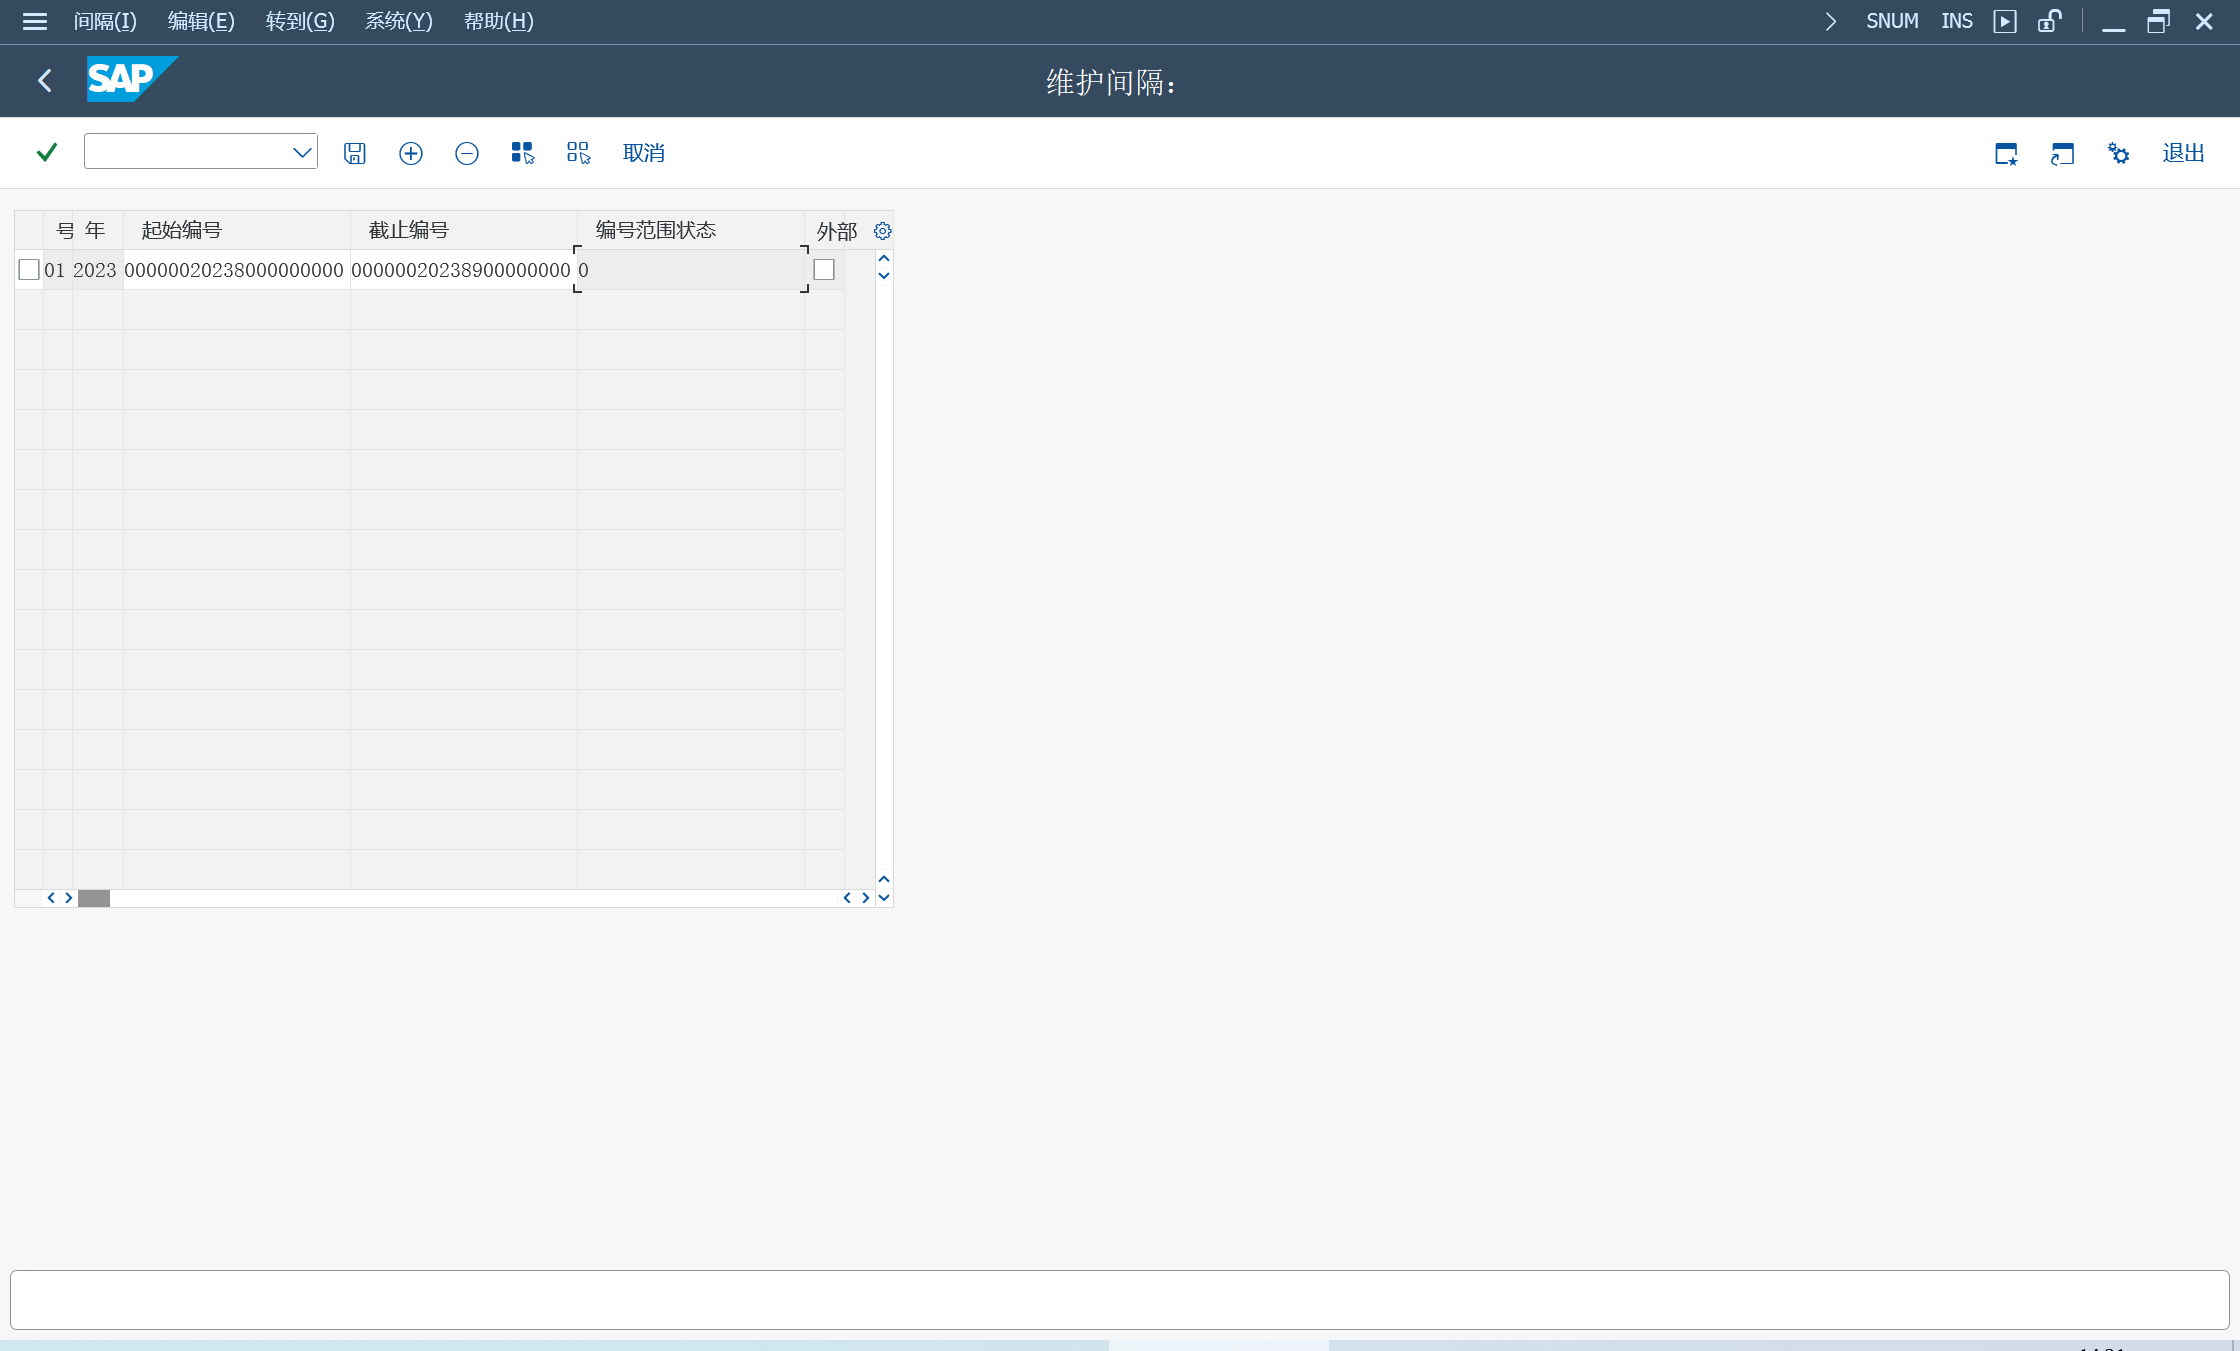 间隔(I) 编辑(E) 转到(G) 系统(Y) 帮助(H) SNUM INS
SAP 维护间隔：
取消 退出
号 年 起始编号 截止编号 编号范围状态 外部
01 2023 00000020238000000000 00000020238900000000 0